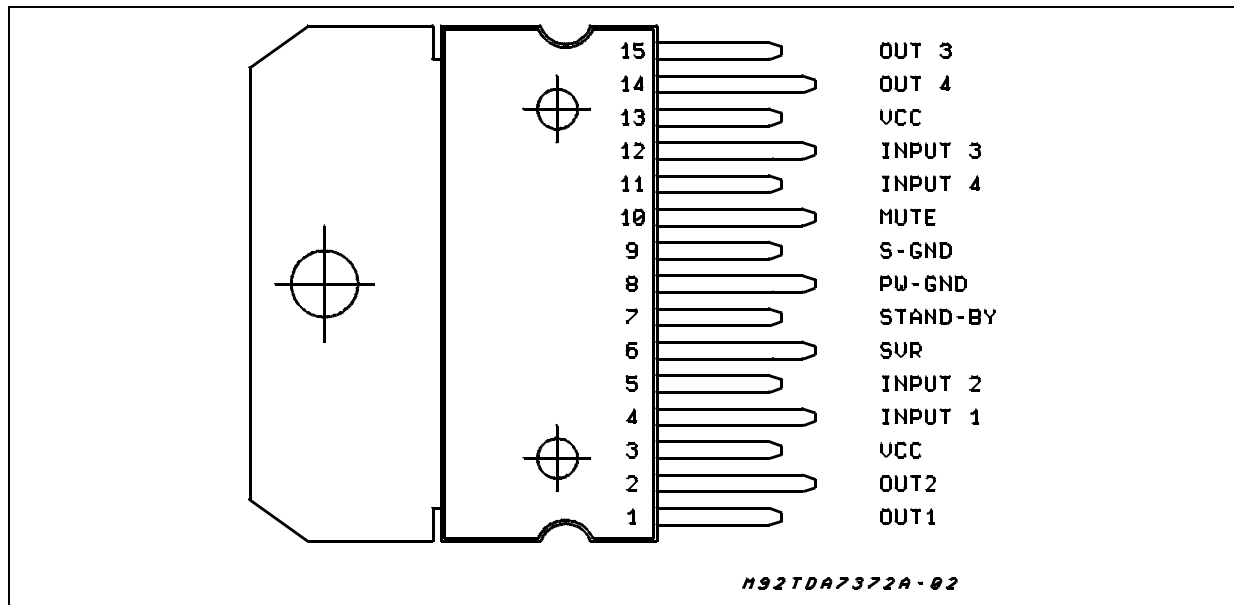 15 OUT 3
14 OUT 4
13 VCC
12 INPUT 3
11 INPUT 4
10 MUTE
9 S-GND
8 PW-GND
7 STAND-BY
6 SVR
5 INPUT 2
4 INPUT 1
3 VCC
2 OUT2
1 OUT1
M92TDA7372A-02